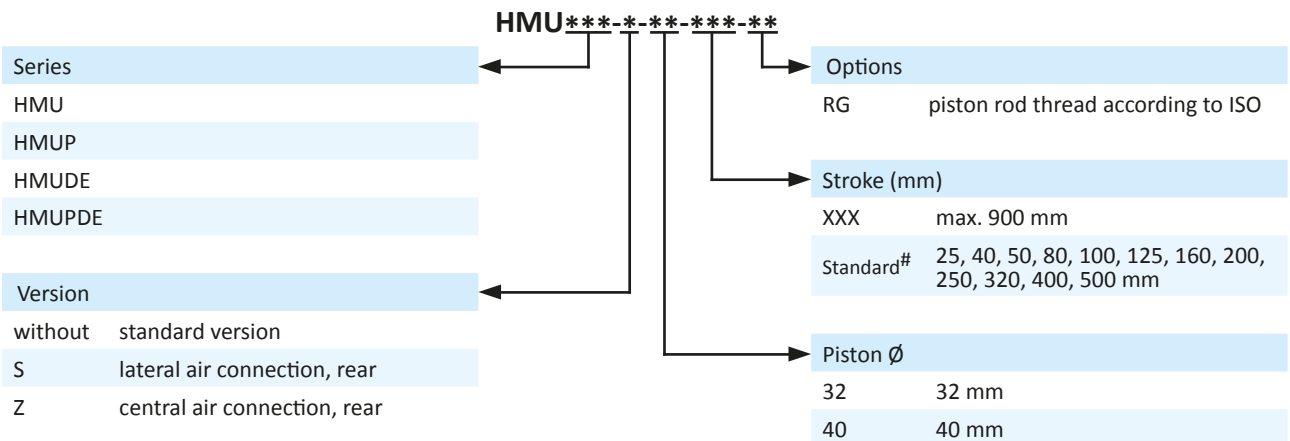 HMU***-*-**-***-**
Series
HMU
HMUP
HMUDE
HMUPDE
Version
without standard version
S lateral air connection, rear
Z central air connection, rear
Options
RG piston rod thread according to ISO
Stroke (mm)
XXX max. 900 mm
Standard# 25, 40, 50, 80, 100, 125, 160, 200,
250, 320, 400, 500 mm
Piston Ø
32 32 mm
40 40 mm